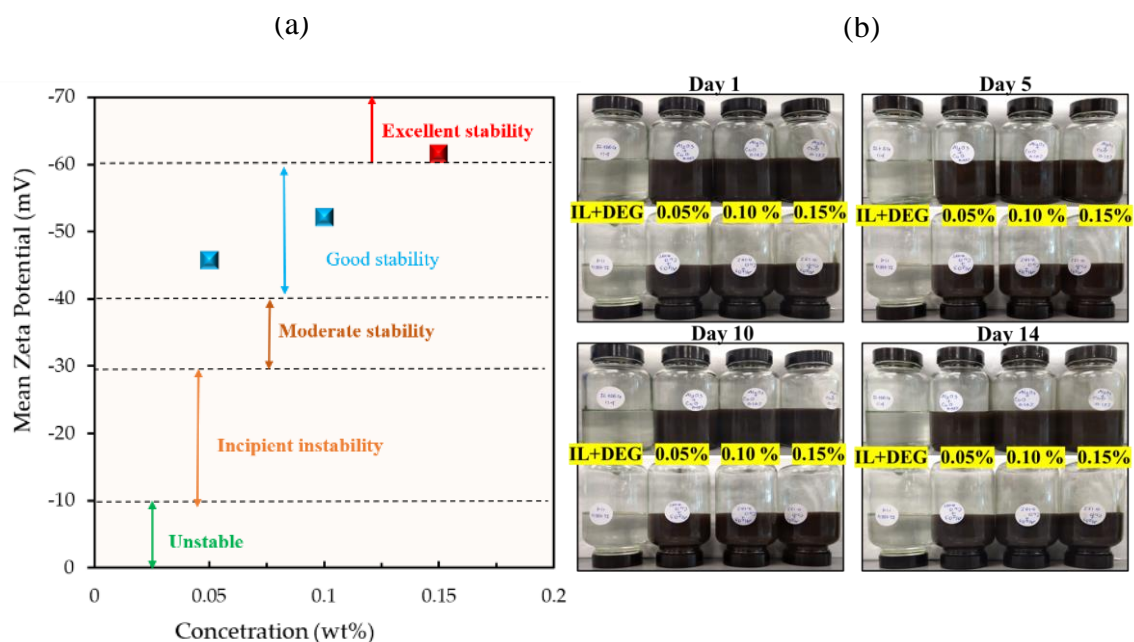 (a)
(b)
-70
-60
-50
-40
-30
-20
-10
0
Mean Zeta Potential (mV)
Excellent stability
Good stability
Moderate stability
Incipient instability
Unstable
0
0.05
0.1
0.15
0.2
Concetration (wt%)
Day 1
IL+DEG 0.05% 0.10 % 0.15%
Day 5
IL+DEG 0.05% 0.10 % 0.15%
Day 10
IL+DEG 0.05% 0.10 % 0.15%
Day 14
IL+DEG 0.05% 0.10 % 0.15%